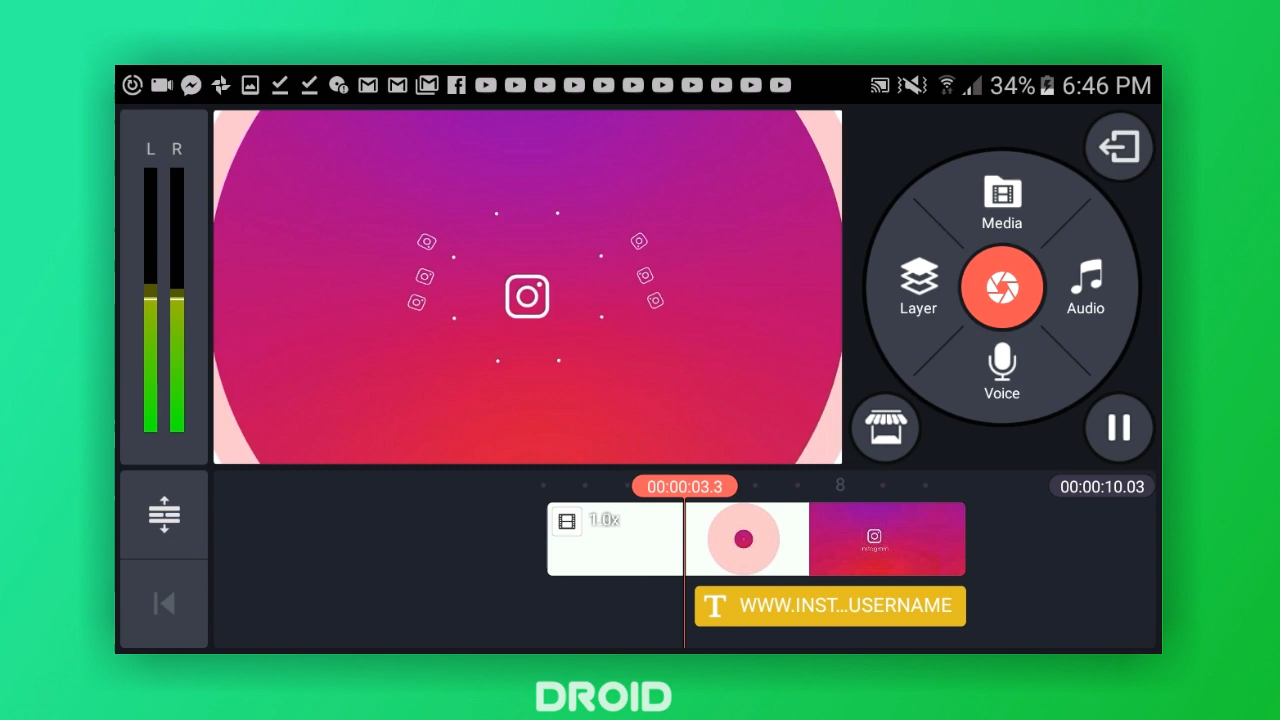 34% 6:46 PM
L R
Media
Layer
Audio
Voice
00:00:03.3
8
00:00:10.03
1.0x
WWW.INST...USERNAME
DROID